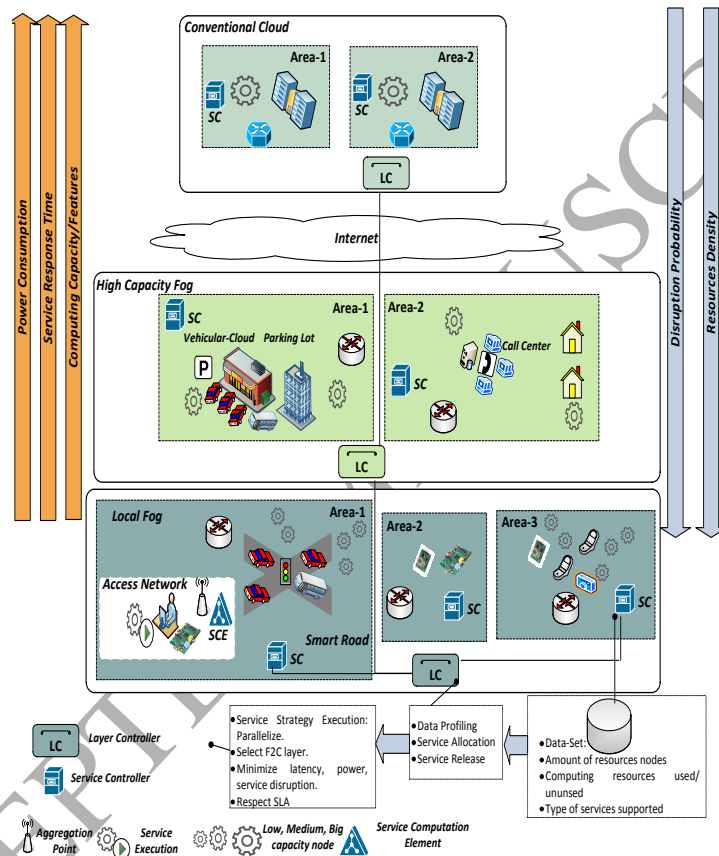 Conventional Cloud
Area-1
Area-2
SC
SC
LC
Internet
Power Consumption
Service Response Time
Computing Capacity/Features
Disruption Probability
Resources Density
High Capacity Fog
Area-1
SC
Vehicular-Cloud Parking Lot
P
Area-2
Call Center
SC
LC
Local Fog
Area-1
Access Network
SCE
Smart Road
SC
Area-2
SC
Area-3
SC
LC
•Service Strategy Execution:
Parallelize.
•Select F2C layer.
•Minimize latency, power,
service disruption.
•Respect SLA
•Data Profiling
•Service Allocation
•Service Release
•Data-Set:
•Amount of resources nodes
•Computing resources used/
ununsed
•Type of services supported
LC
Layer Controller
Service Controller
Aggregation
Point
Service
Execution
Low, Medium, Big
capacity node
Service Computation
Element